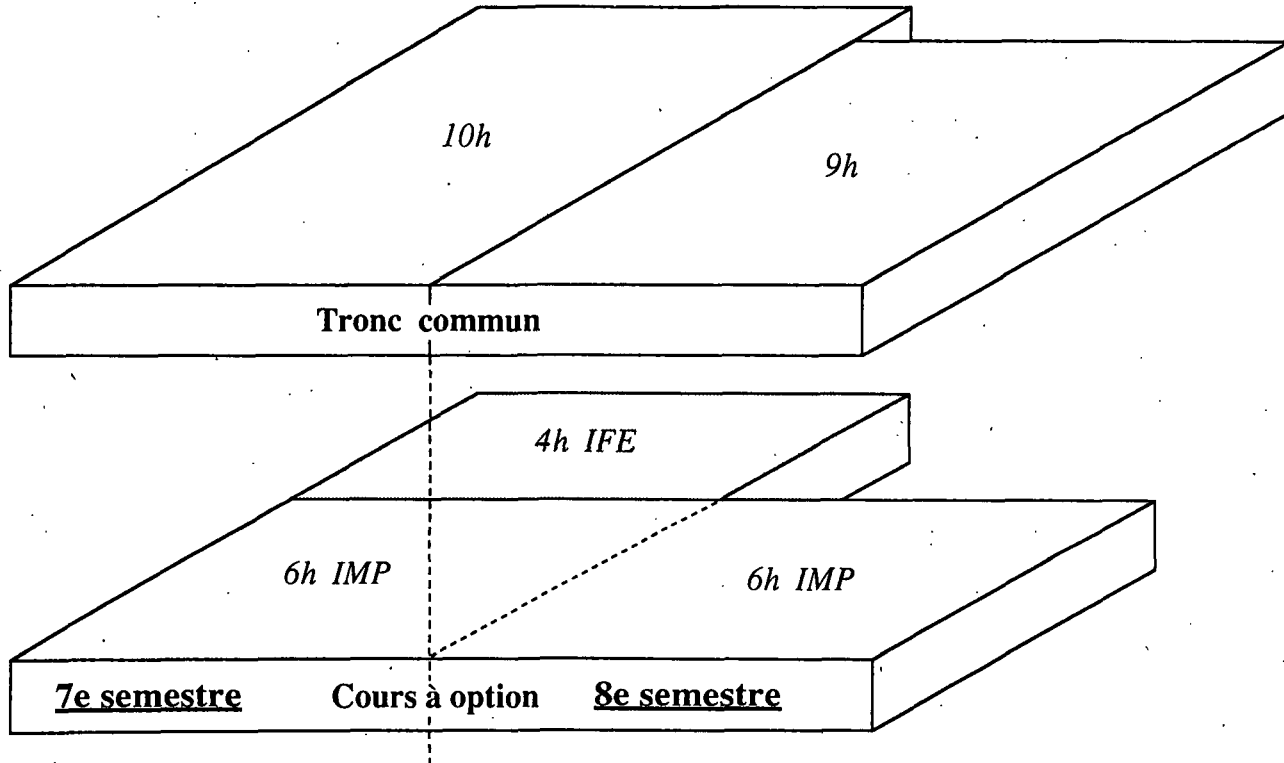 10h
9h
Tronc commun
4h IFE
6h IMP
6h IMP
7e semestre Cours à option 8e semestre